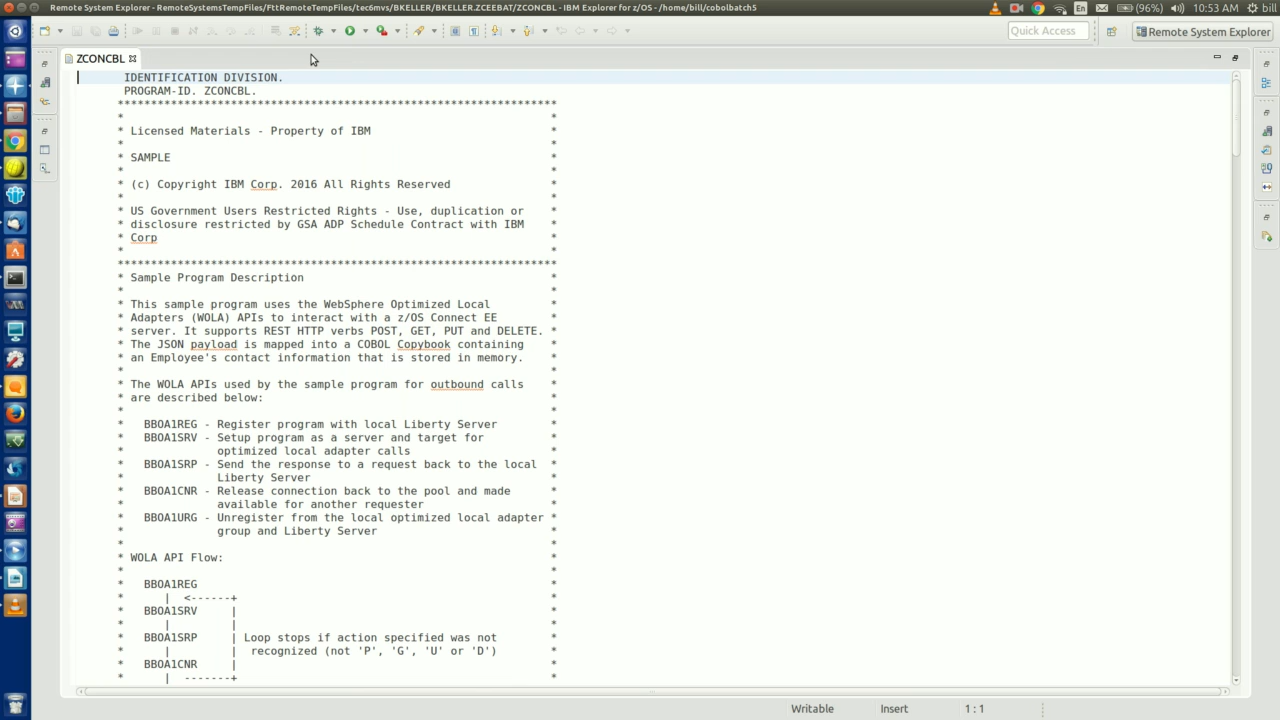 Remote System Explorer - RemoteSystemsTempFiles/FttRemoteTempFiles/tec6mvs/BKELLER/BKELLER.ZCEEBAT/ZCONCBL - IBM Explorer for z/OS - /home/bill/cobolbatch5
En (96%) 10:53 AM bill
Quick Access Remote System Explorer
ZCONCBL
IDENTIFICATION DIVISION.
PROGRAM-ID. ZCONCBL.
******************************************************************
* *
* Licensed Materials - Property of IBM *
* *
* SAMPLE *
* *
* (c) Copyright IBM Corp. 2016 All Rights Reserved *
* *
* US Government Users Restricted Rights - Use, duplication or *
* disclosure restricted by GSA ADP Schedule Contract with IBM *
* Corp *
* *
******************************************************************
* Sample Program Description *
* *
* This sample program uses the WebSphere Optimized Local *
* Adapters (WOLA) APIs to interact with a z/OS Connect EE *
* server. It supports REST HTTP verbs POST, GET, PUT and DELETE. *
* The JSON payload is mapped into a COBOL Copybook containing *
* an Employee's contact information that is stored in memory. *
* *
* The WOLA APIs used by the sample program for outbound calls *
* are described below: *
* *
* BBOA1REG - Register program with local Liberty Server *
* BBOA1SRV - Setup program as a server and target for *
* optimized local adapter calls *
* BBOA1SRP - Send the response to a request back to the local *
* Liberty Server *
* BBOA1CNR - Release connection back to the pool and made *
* available for another requester *
* BBOA1URG - Unregister from the local optimized local adapter *
* group and Liberty Server *
* *
* WOLA API Flow: *
* *
* BBOA1REG *
* | <------+ *
* BBOA1SRV | *
* | | *
* BBOA1SRP | Loop stops if action specified was not *
* | | recognized (not 'P', 'G', 'U' or 'D') *
* BBOA1CNR | *
* | -------+ *
Writable Insert 1 : 1